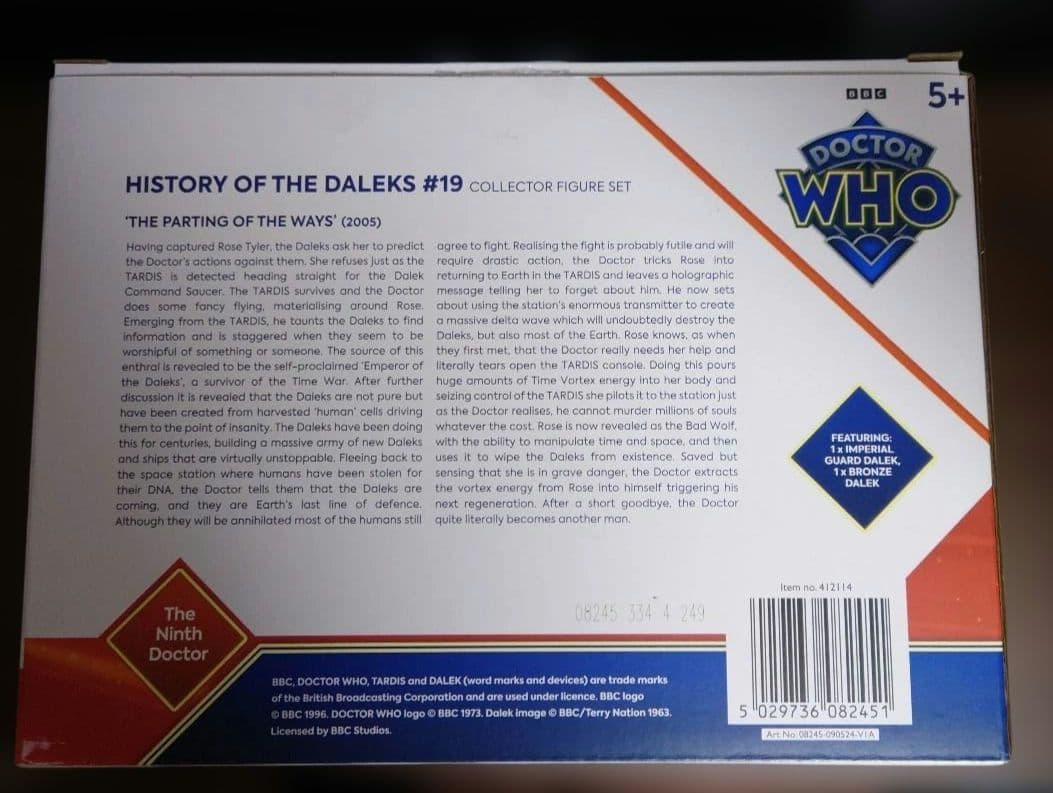 BBC 5+
DOCTOR
WHO
HISTORY OF THE DALEKS #19 COLLECTOR FIGURE SET
'THE PARTING OF THE WAYS' (2005)
Having captured Rose Tyler, the Daleks ask her to predict
the Doctor's actions against them. She refuses just as the
TARDIS is detected heading straight for the Dalek
Command Saucer. The TARDIS survives and the Doctor
does some fancy flying, materialising around Rose.
Emerging from the TARDIS, he taunts the Daleks to find
information and is staggered when they seem to be
worshipful of something or someone. The source of this
enthral is revealed to be the self-proclaimed 'Emperor of
the Daleks', a survivor of the Time War. After further
discussion it is revealed that the Daleks are not pure but
have been created from harvested 'human' cells driving
them to the point of insanity. The Daleks have been doing
this for centuries, building a massive army of new Daleks
and ships that are virtually unstoppable. Fleeing back to
the space station where humans have been stolen for
their DNA, the Doctor tells them that the Daleks are
coming, and they are Earth's last line of defence.
Although they will be annihilated most of the humans still
agree to fight. Realising the fight is probably futile and will
require drastic action, the Doctor tricks Rose into
returning to Earth in the TARDIS and leaves a holographic
message telling her to forget about him. He now sets
about using the station's enormous transmitter to create
a massive delta wave which will undoubtedly destroy the
Daleks, but also most of the Earth. Rose knows, as when
they first met, that the Doctor really needs her help and
literally tears open the TARDIS console. Doing this pours
huge amounts of Time Vortex energy into her body and
seizing control of the TARDIS she pilots it to the station just
as the Doctor realises, he cannot murder millions of souls
whatever the cost. Rose is now revealed as the Bad Wolf,
with the ability to manipulate time and space, and then
uses it to wipe the Daleks from existence. Saved but
sensing that she is in grave danger, the Doctor extracts
the vortex energy from Rose into himself triggering his
next regeneration. After a short goodbye, the Doctor
quite literally becomes another man.
FEATURING:
1 x IMPERIAL
GUARD DALEK,
1 x BRONZE
DALEK
The
Ninth
Doctor
08245 334 4 249
Item no. 412114
5 029736 082451
Art No: 08245-090524-VIA
BBC, DOCTOR WHO, TARDIS and DALEK (word marks and devices) are trade marks
of the British Broadcasting Corporation and are used under licence. BBC logo
© BBC 1996. DOCTOR WHO logo © BBC 1973. Dalek image © BBC/Terry Nation 1963.
Licensed by BBC Studios.